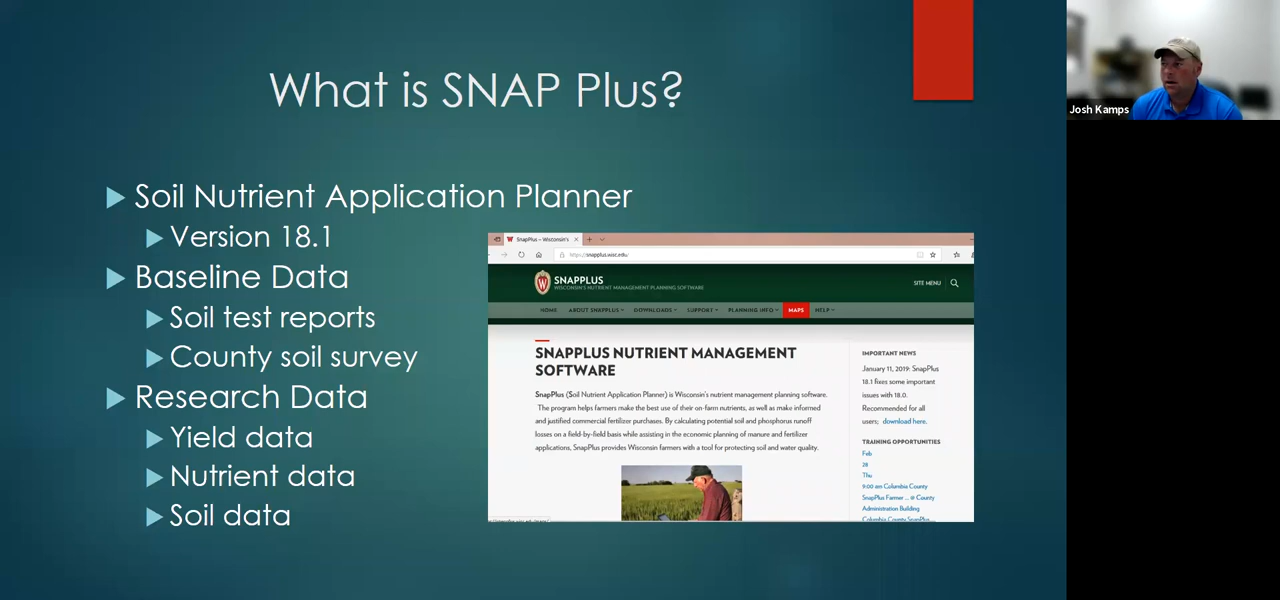 What is SNAP Plus?
Soil Nutrient Application Planner
Version 18.1
Baseline Data
Soil test reports
County soil survey
Research Data
Yield data
Nutrient data
Soil data
SnapPlus – Wisconsin's
https://snapplus.wisc.edu
SNAPPLUS
WISCONSIN'S NUTRIENT MANAGEMENT PLANNING SOFTWARE
SITE MENU
HOME ABOUT SNAPPLUS DOWNLOADS SUPPORT PLANNING INFO MAPS HELP
SNAPPLUS NUTRIENT MANAGEMENT
SOFTWARE
SnapPlus (Soil Nutrient Application Planner) is Wisconsin's nutrient management planning software.
The program helps farmers make the best use of their on-farm nutrients, as well as make informed
and justified commercial fertilizer purchases. By calculating potential soil and phosphorus runoff
losses on a field-by-field basis while assisting in the economic planning of manure and fertilizer
applications, SnapPlus provides Wisconsin farmers with a tool for protecting soil and water quality.
IMPORTANT NEWS
January 11, 2019: SnapPlus
18.1 fixes some important
issues with 18.0.
Recommended for all
users; download here.
TRAINING OPPORTUNITIES
Feb
28
Thu
9:00 am Columbia County
SnapPlus Farmer ... @ County
Administration Building
Columbia County SnapPlus ...
Josh Kamps